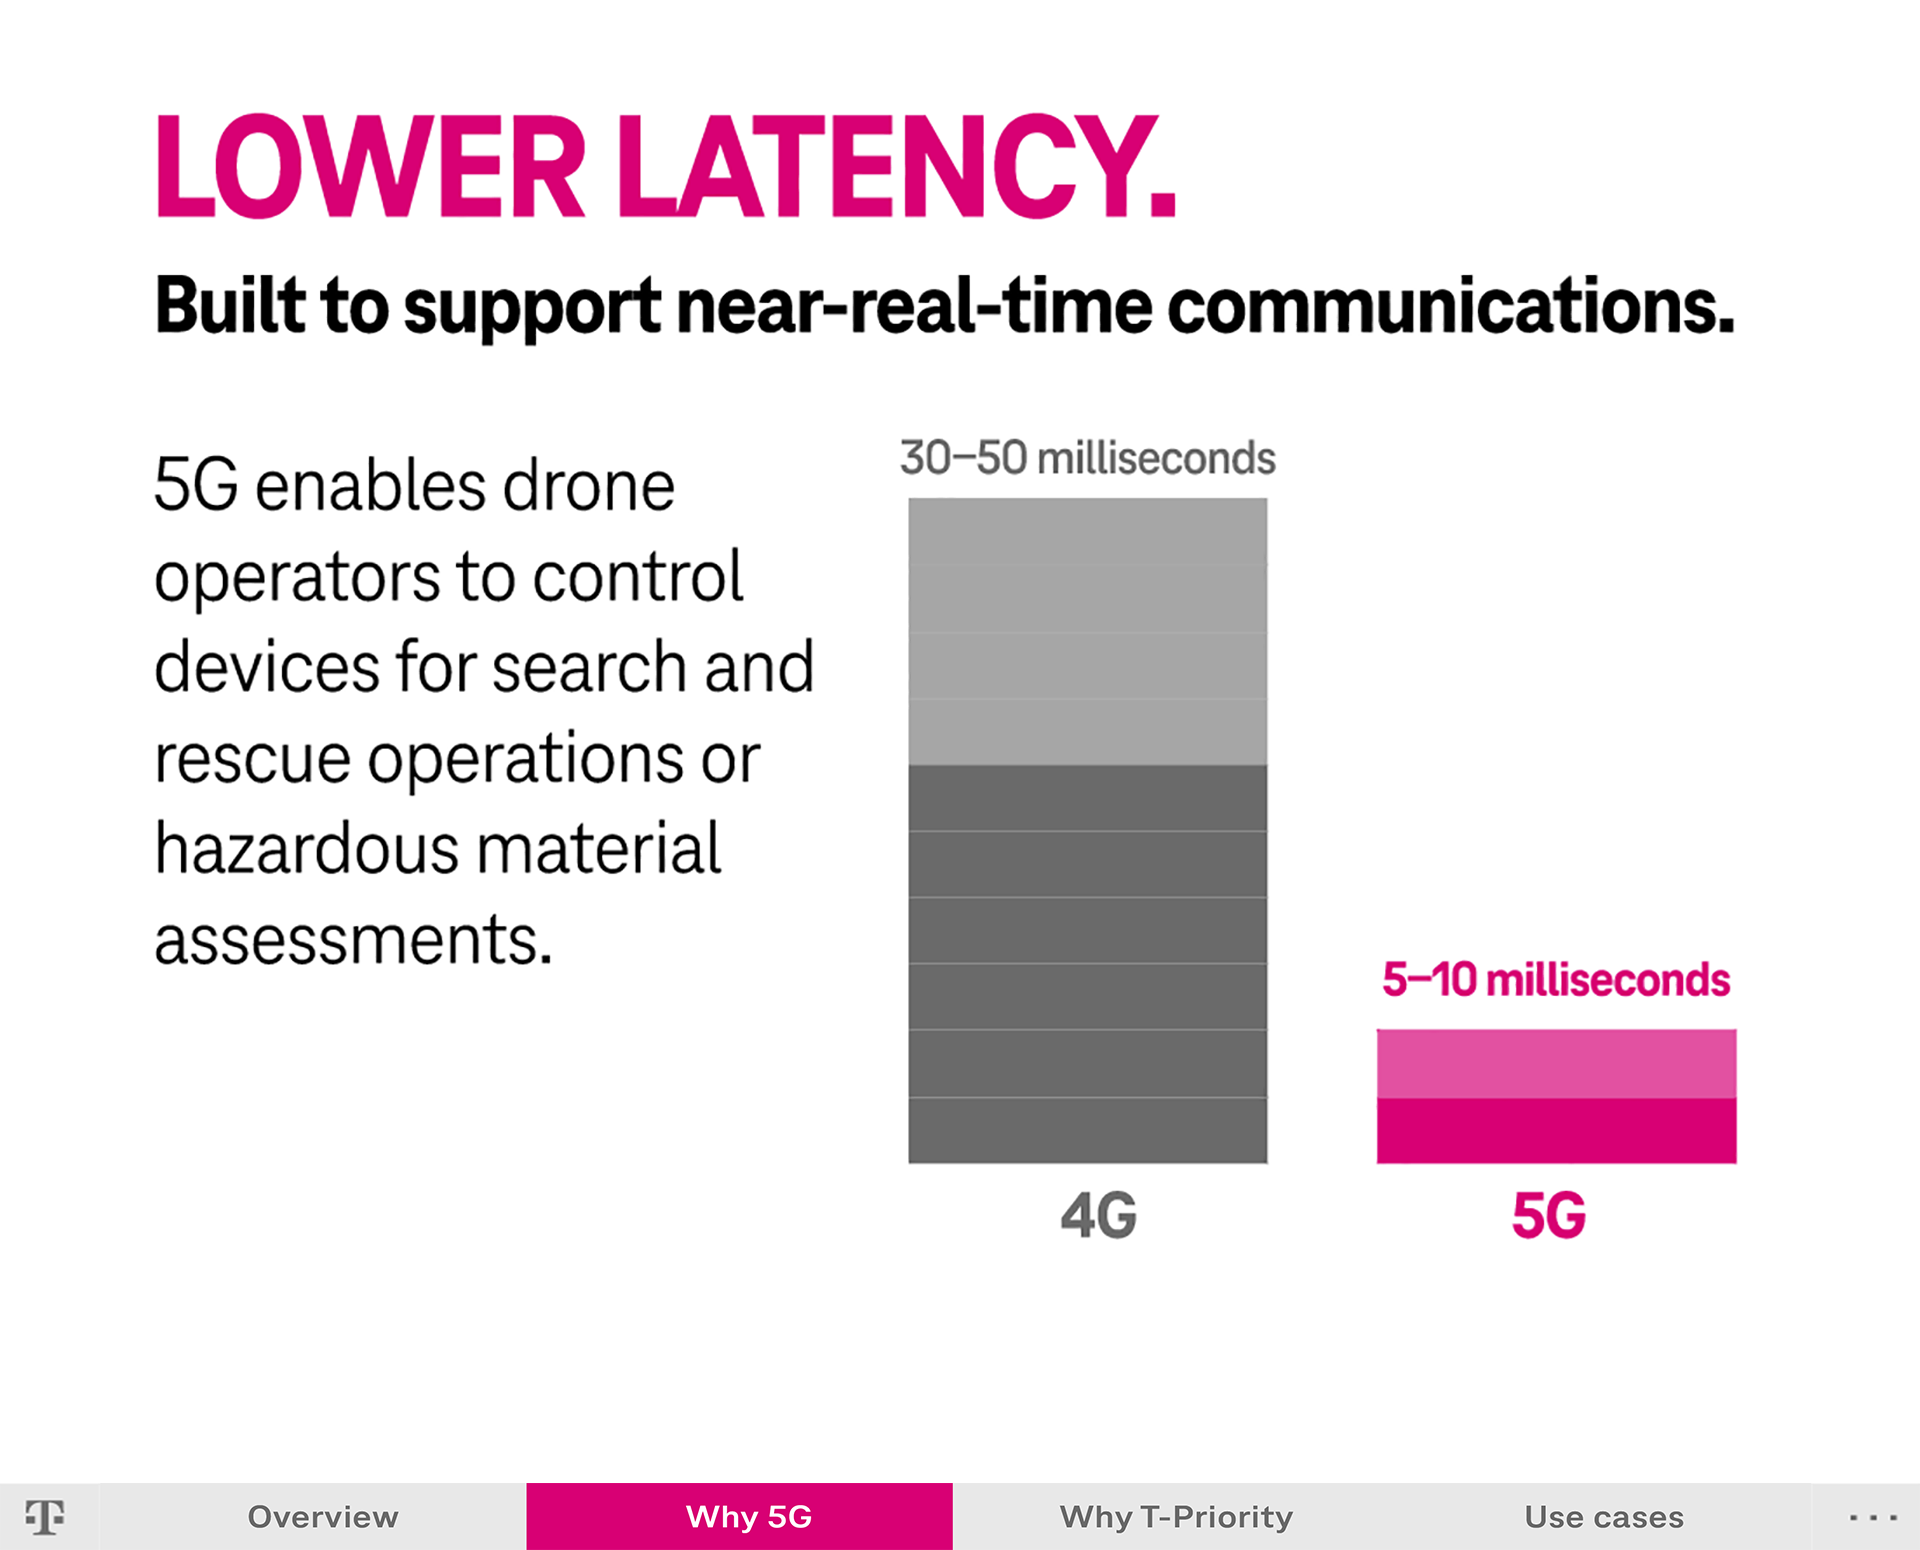 LOWER LATENCY.
Built to support near-real-time communications.
5G enables drone
operators to control
devices for search and
rescue operations or
hazardous material
assessments.
30–50 milliseconds
5–10 milliseconds
4G
5G
T
Overview
Why 5G
Why T-Priority
Use cases
...